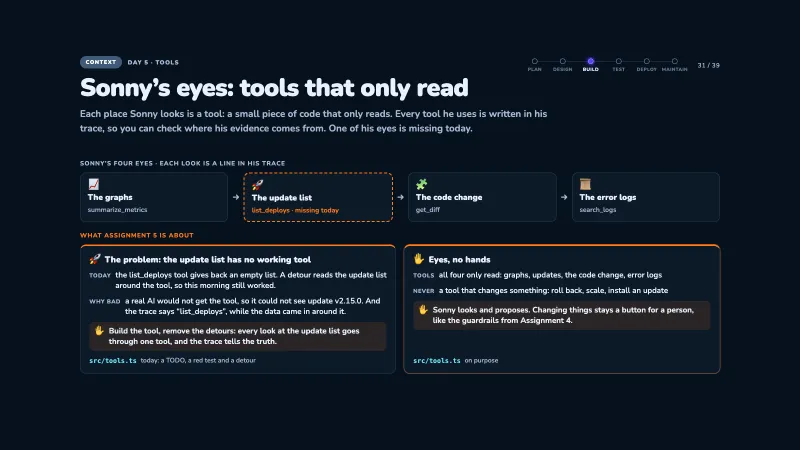 CONTEXT
DAY 5 · TOOLS
PLAN
DESIGN
BUILD
TEST
DEPLOY
MAINTAIN
31 / 39
Sonny’s eyes: tools that only read
Each place Sonny looks is a tool: a small piece of code that only reads. Every tool he uses is written in his
trace, so you can check where his evidence comes from. One of his eyes is missing today.
SONNY’S FOUR EYES · EACH LOOK IS A LINE IN HIS TRACE
The graphs
summarize_metrics
The update list
list_deploys · missing today
The code change
get_diff
The error logs
search_logs
WHAT ASSIGNMENT 5 IS ABOUT
The problem: the update list has no working tool
TODAY the list_deploys tool gives back an empty list. A detour reads the update list
around the tool, so this morning still worked.
WHY BAD a real AI would not get the tool, so it could not see update v2.15.0. And
the trace says “list_deploys”, while the data came in around it.
Build the tool, remove the detours: every look at the update list goes
through one tool, and the trace tells the truth.
src/tools.ts today: a TODO, a red test and a detour
Eyes, no hands
TOOLS all four only read: graphs, updates, the code change, error logs
NEVER a tool that changes something: roll back, scale, install an update
Sonny looks and proposes. Changing things stays a button for a person,
like the guardrails from Assignment 4.
src/tools.ts on purpose